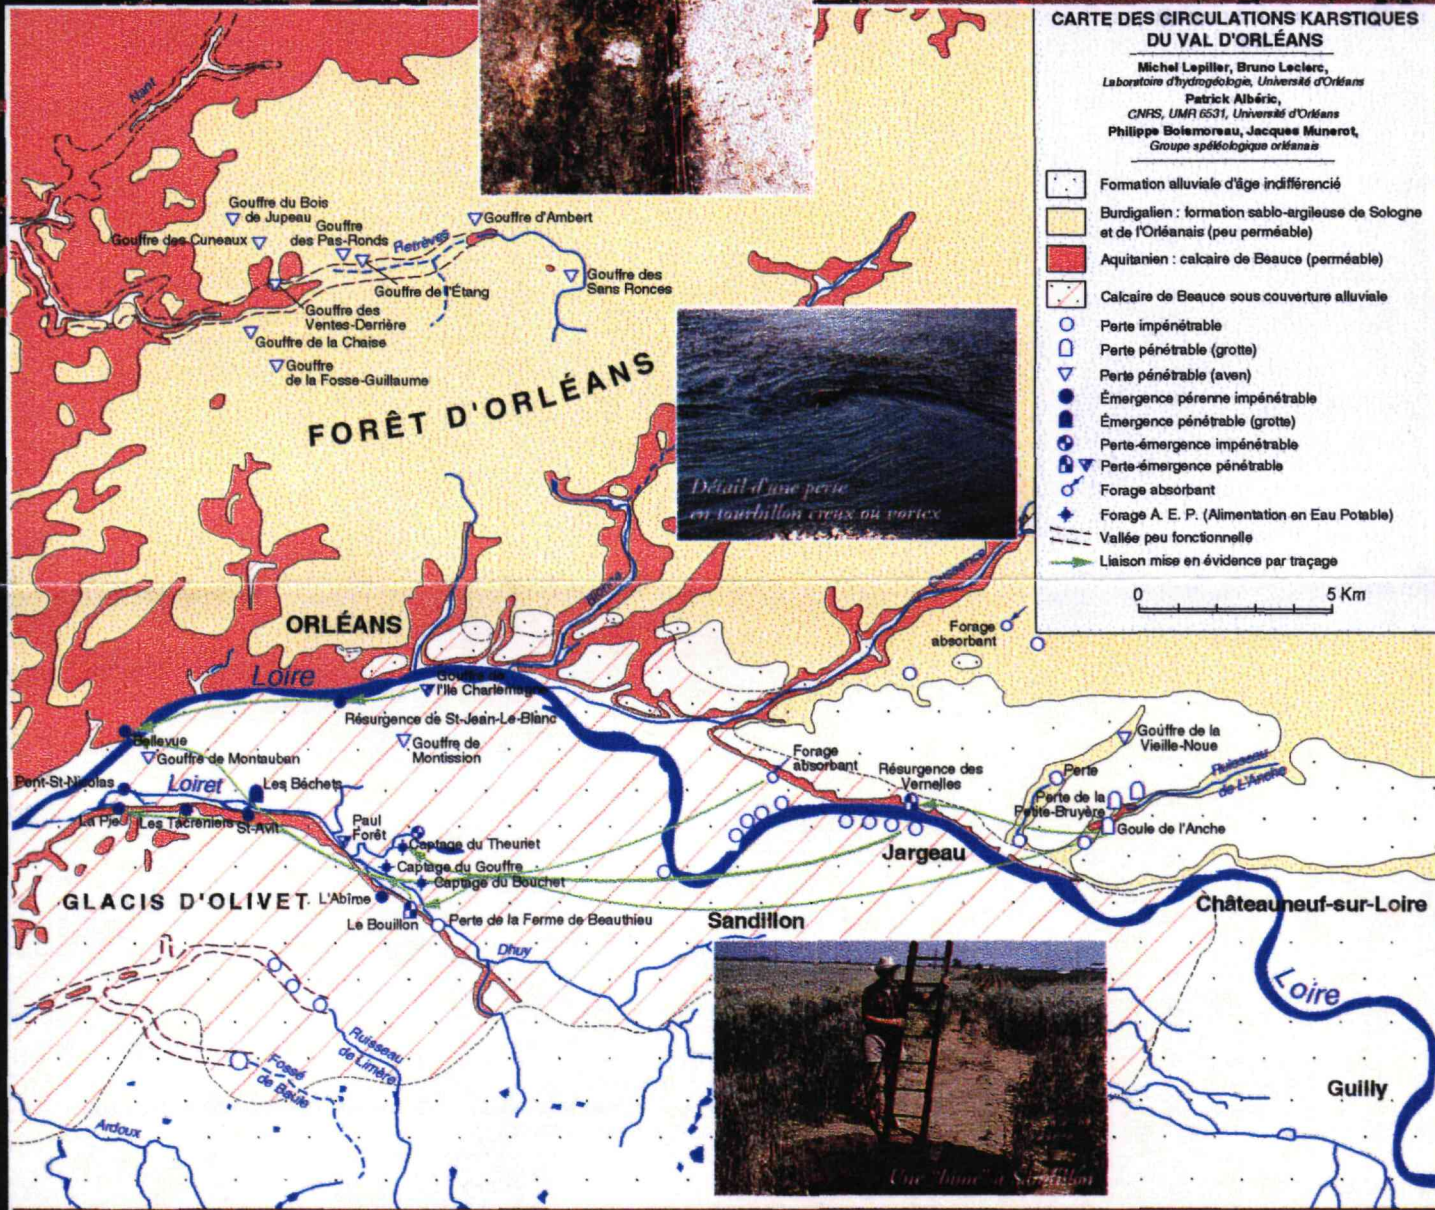 CARTE DES CIRCULATIONS KARSTIQUES
DU VAL D'ORLÉANS
Michel Lepiller, Bruno Leclerc,
Laboratoire d'hydrogéologie, Université d'Orléans
Patrick Albéric,
CNRS, UMR 6531, Université d'Orléans
Philippe Boismoreau, Jacques Munerot,
Groupe spéléologique orléanais
Formation alluviale d'âge indifférencié
Burdigalien : formation sablo-argileuse de Sologne
et de l'Orléanais (peu perméable)
Aquitanien : calcaire de Beauce (perméable)
Calcaire de Beauce sous couverture alluviale
Perte impénétrable
Perte pénétrable (grotte)
Perte pénétrable (aven)
Émergence pérenne impénétrable
Émergence pénétrable (grotte)
Perte-émergence impénétrable
Perte-émergence pénétrable
Forage absorbant
Forage A. E. P. (Alimentation en Eau Potable)
Vallée peu fonctionnelle
Liaison mise en évidence par traçage
0 5 Km
Nant
Gouffre du Bois
de Jupeau
Gouffre des Cuneaux
Gouffre
des Pas-Ronds
Retrèves
Gouffre d'Ambert
Gouffre des
Sans Ronces
Gouffre de l'Étang
Gouffre des
Ventes-Derrière
Gouffre de la Chaise
Gouffre
de la Fosse-Guillaume
FORÊT D'ORLÉANS
Détail d'une perte
en tourbillon creux ou vortex
Bionne
ORLÉANS
Loire
Forage
absorbant
Gouffre de
l'Ile Charlemagne
Résurgence de St-Jean-Le-Blanc
Bellevue
Gouffre de Montauban
Gouffre de
Montission
Pont-St-Nicolas
Loiret
Les Béchets
La Pie
Les Tacreniers
St-Avit
Paul
Forêt
Captage du Theuriet
Captage du Gouffre
Captage du Bouchet
Forage
absorbant
Résurgence des
Vernelles
Gouffre de la
Vieille-Noue
Perte
Ruisseau
de L'Anche
Perte de la
Petite-Bruyère
Goule de l'Anche
Jargeau
GLACIS D'OLIVET
L'Abîme
Le Bouillon
Perte de la Ferme de Beauthieu
Sandillon
Châteauneuf-sur-Loire
Dhuy
Loire
Ruisseau
de Limère
Fossé
de Baule
Ardoux
Guilly
Une "luine" à Sandillon